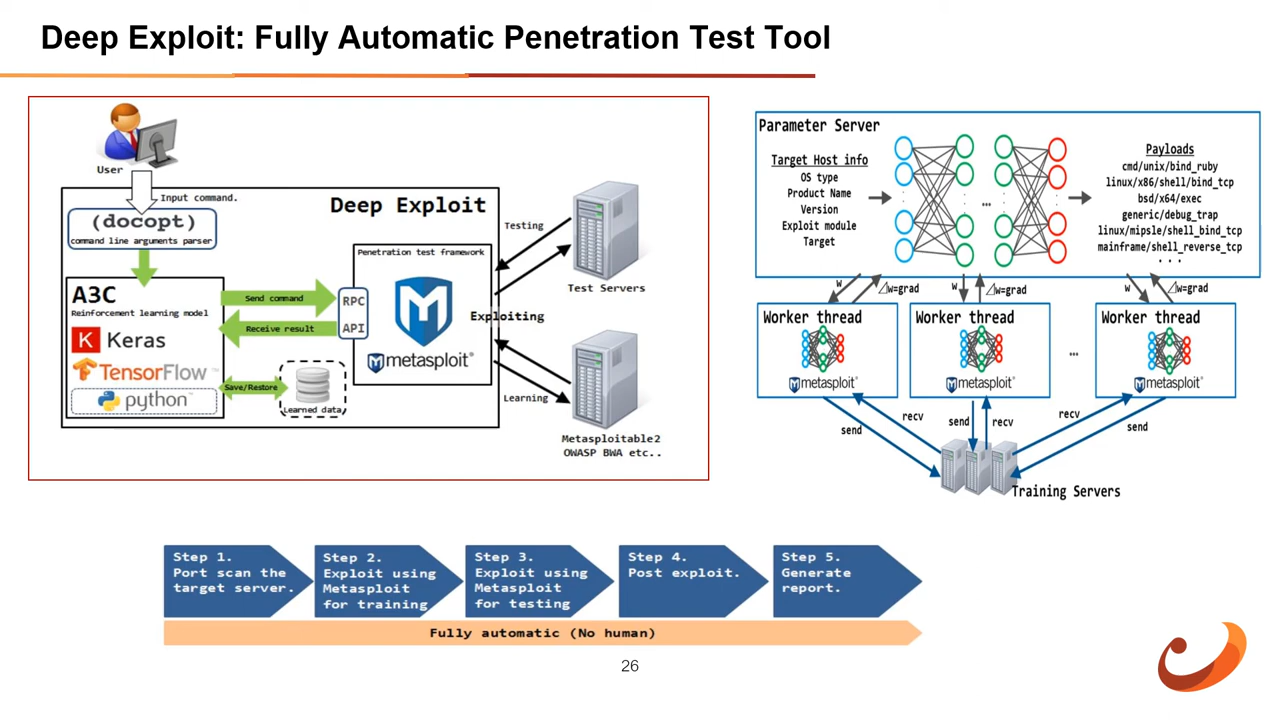 Deep Exploit: Fully Automatic Penetration Test Tool
User
Input command.
(docopt)
command line arguments parser
Deep Exploit
A3C
Reinforcement learning model
K Keras
TensorFlow™
python™
Send command
Receive result
Save/Restore
Learned data
RPC
API
Penetration test framework
metasploit®
Testing
Exploiting
Learning
Test Servers
Metasploitable2
OWASP BWA etc..
Parameter Server
Target Host info
OS type
Product Name
Version
Exploit module
Target
...
Payloads
cmd/unix/bind_ruby
linux/x86/shell/bind_tcp
bsd/x64/exec
generic/debug_trap
linux/mipsle/shell_bind_tcp
mainframe/shell_reverse_tcp
...
w
⊿w=grad
w
⊿w=grad
w
⊿w=grad
Worker thread
metasploit®
Worker thread
metasploit®
...
Worker thread
metasploit®
send
recv
send
recv
recv
send
Training Servers
Step 1.
Port scan the
target server.
Step 2.
Exploit using
Metasploit
for training
Step 3.
Exploit using
Metasploit
for testing
Step 4.
Post exploit.
Step 5.
Generate
report.
Fully automatic (No human)
26